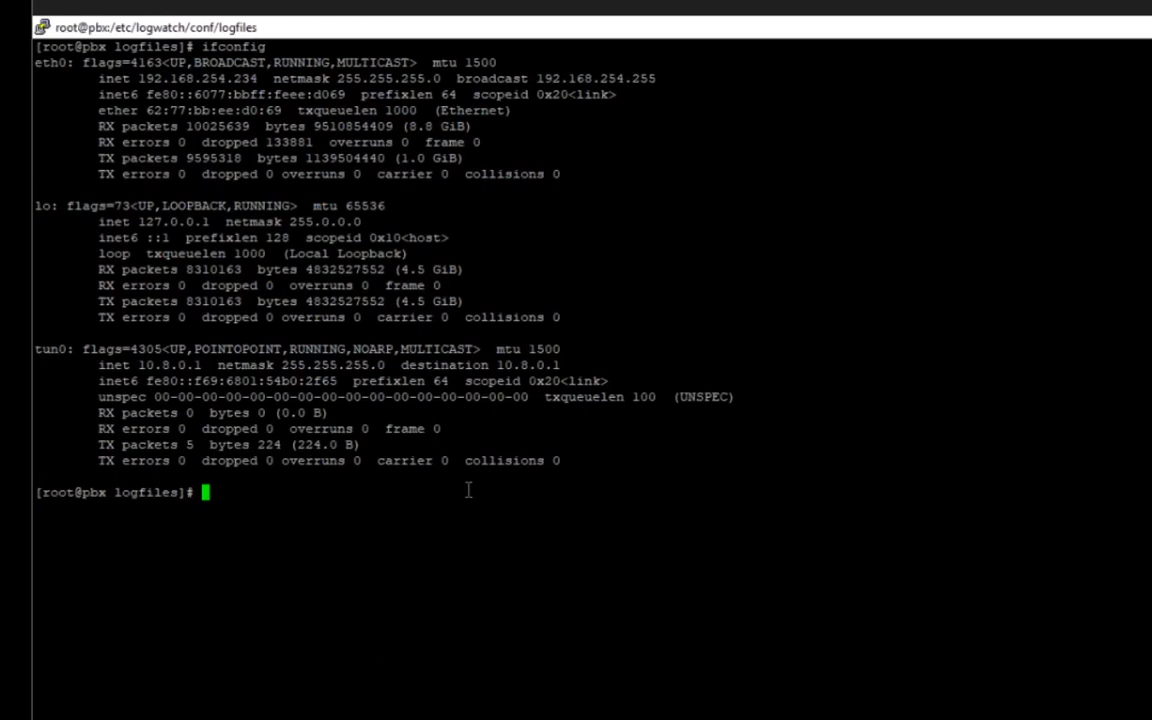 root@pbx:/etc/logwatch/conf/logfiles
[root@pbx logfiles]# ifconfig
eth0: flags=4163<UP,BROADCAST,RUNNING,MULTICAST>  mtu 1500
        inet 192.168.254.234  netmask 255.255.255.0  broadcast 192.168.254.255
        inet6 fe80::6077:bbff:feee:d069  prefixlen 64  scopeid 0x20<link>
        ether 62:77:bb:ee:d0:69  txqueuelen 1000  (Ethernet)
        RX packets 10025639  bytes 9510854409 (8.8 GiB)
        RX errors 0  dropped 133881  overruns 0  frame 0
        TX packets 9595318  bytes 1139504440 (1.0 GiB)
        TX errors 0  dropped 0 overruns 0  carrier 0  collisions 0
lo: flags=73<UP,LOOPBACK,RUNNING>  mtu 65536
        inet 127.0.0.1  netmask 255.0.0.0
        inet6 ::1  prefixlen 128  scopeid 0x10<host>
        loop  txqueuelen 1000  (Local Loopback)
        RX packets 8310163  bytes 4832527552 (4.5 GiB)
        RX errors 0  dropped 0  overruns 0  frame 0
        TX packets 8310163  bytes 4832527552 (4.5 GiB)
        TX errors 0  dropped 0 overruns 0  carrier 0  collisions 0
tun0: flags=4305<UP,POINTOPOINT,RUNNING,NOARP,MULTICAST>  mtu 1500
        inet 10.8.0.1  netmask 255.255.255.0  destination 10.8.0.1
        inet6 fe80::f69:6801:54b0:2f65  prefixlen 64  scopeid 0x20<link>
        unspec 00-00-00-00-00-00-00-00-00-00-00-00-00-00-00-00  txqueuelen 100  (UNSPEC)
        RX packets 0  bytes 0 (0.0 B)
        RX errors 0  dropped 0  overruns 0  frame 0
        TX packets 5  bytes 224 (224.0 B)
        TX errors 0  dropped 0 overruns 0  carrier 0  collisions 0
[root@pbx logfiles]#